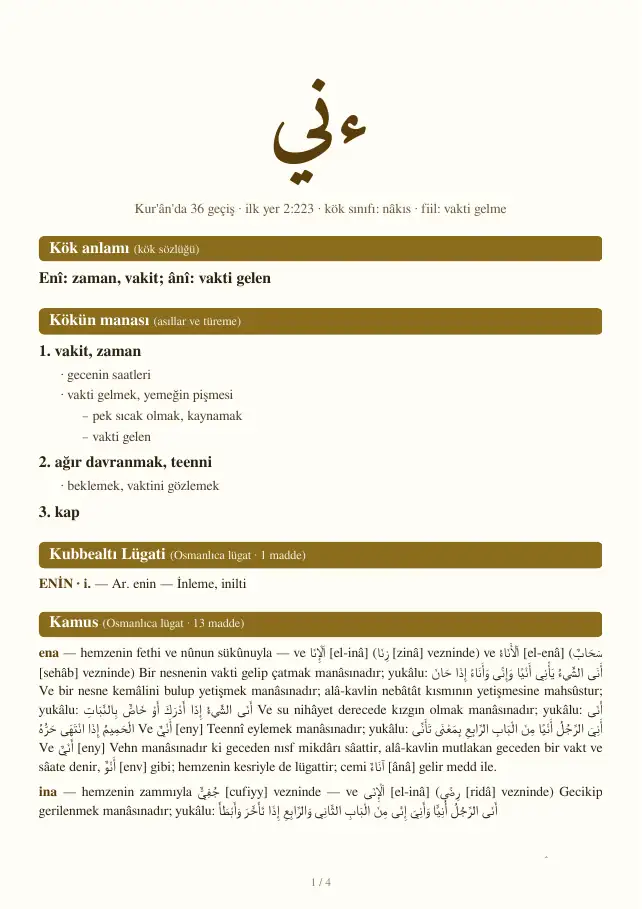 ءني
Kur'ân'da 36 geçiş · ilk yer 2:223 · kök sınıfı: nâkıs · fiil: vakti gelme
Kök anlamı (kök sözlüğü)
Enî: zaman, vakit; ânî: vakti gelen
Kökün manası (asıllar ve türeme)
1. vakit, zaman
· gecenin saatleri
· vakti gelmek, yemeğin pişmesi
– pek sıcak olmak, kaynamak
– vakti gelen
2. ağır davranmak, teenni
· beklemek, vaktini gözlemek
3. kap
Kubbealtı Lügati (Osmanlıca lügat · 1 madde)
ENİN · i. — Ar. enin — İnleme, inilti
Kamus (Osmanlıca lügat · 13 madde)
ena — hemzenin fethi ve nûnun sükûnuyla — ve اَلْإِنَا [el-inâ] (زِنَا [zinâ] vezninde) ve اَلْأَنَاءُ [el-enâ] (سَحَابٌ
[sehâb] vezninde) Bir nesnenin vakti gelip çatmak manâsınadır; yukâlu: أَنَى الشَّيْءُ يَأْنِي أَنْيًا وَإِنًى وَأَنَاءً إِذَا حَانَ
Ve bir nesne kemâlini bulup yetişmek manâsınadır; alâ-kavlin nebâtât kısmının yetişmesine mahsûstur;
yukâlu: أَنَى الشَّيْءُ إِذَا أَدْرَكَ أَوْ خَاصٌّ بِالنَّبَاتِ Ve su nihâyet derecede kızgın olmak manâsınadır; yukâlu: أَنَى
الْحَمِيمُ إِذَا انْتَهَى حَرُّهُ Ve أَنْيٌ [eny] Teennî eylemek manâsınadır; yukâlu: أَنِيَ الرَّجُلُ أَنْيًا مِنَ الْبَابِ الرَّابِعِ بِمَعْنَى تَأَنَّى
Ve أَنْيٌ [eny] Vehn manâsınadır ki geceden nısf mikdârı sâattir, alâ-kavlin mutlakan geceden bir vakt ve
sâate denir, أَنْوٌ [env] gibi; hemzenin kesriyle de lügattir; cemi آنَاءٌ [ânâ] gelir medd ile.
ina — hemzenin zammıyla جُفِيٌّ [cufiyy] vezninde — ve اَلْإِنَى [el-inâ] (رِضًى [ridâ] vezninde) Gecikip
gerilenmek manâsınadır; yukâlu: أَنَى الرَّجُلُ أُنِيًّا وَأَنِيَ إِنًى مِنَ الْبَابِ الثَّانِي وَالرَّابِعِ إِذَا تَأَخَّرَ وَأَبْطَأَ
1 / 4